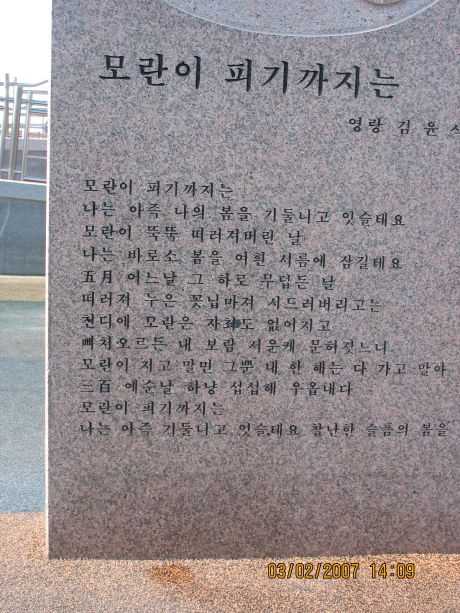 모란이 피기까지는
영랑 김 윤 식
모란이 피기까지는
나는 아즉 나의 봄을 기둘니고 잇슬테요
모란이 뚝뚝 떠러져버린 날
나는 바로소 봄을 여흰 서름에 잠길테요
五月 어느날 그 하로 무덥든 날
떠러져 누은 꽃닙마져 시드러버리고는
천디에 모란은 자최도 없어지고
뻐처오르든 내 보람 서운케 문허젓느니
모란이 지고 말면 그뿐 내 한 해는 다 가고 말아
三百 예순날 하냥 섭섭해 우옵내다
모란이 피기까지는
나는 아즉 기둘니고 잇슬테요 찰난한 슬픔의 봄을
03/02/2007 14:09